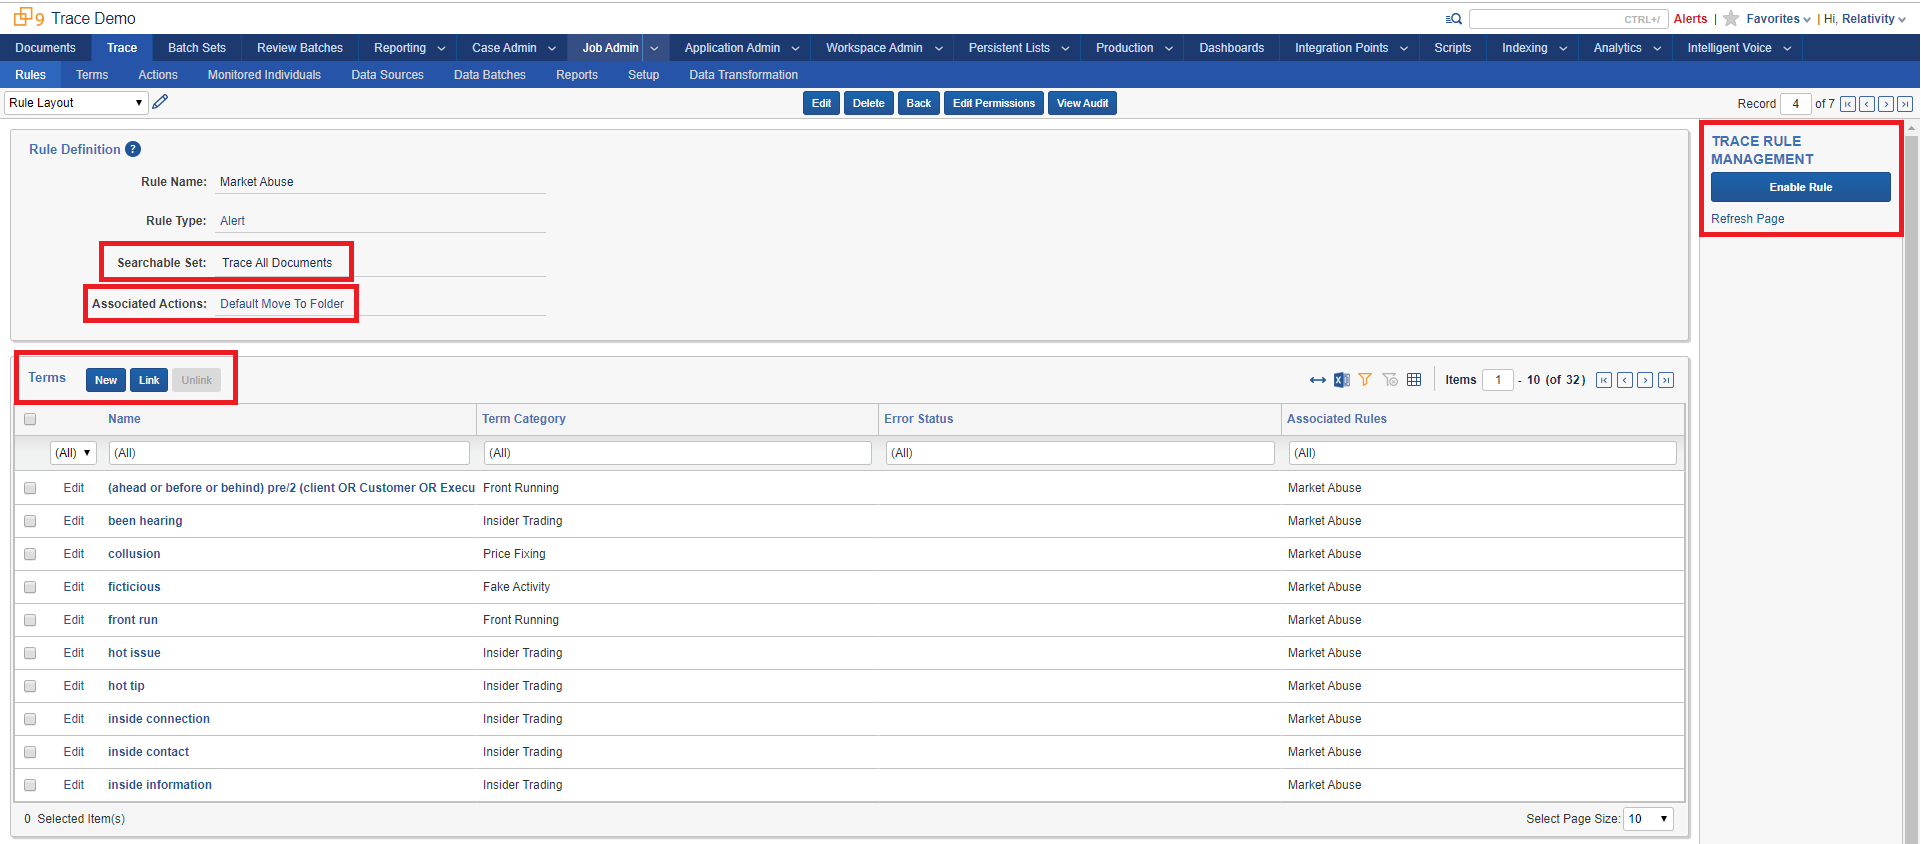 9 Trace Demo
CTRL+/ Alerts | Favorites | Hi, Relativity
Documents Trace Batch Sets Review Batches Reporting Case Admin Job Admin Application Admin Workspace Admin Persistent Lists Production Dashboards Integration Points Scripts Indexing Analytics Intelligent Voice
Rules Terms Actions Monitored Individuals Data Sources Data Batches Reports Setup Data Transformation
Rule Layout Edit Delete Back Edit Permissions View Audit Record 4 of 7
Rule Definition ?
Rule Name: Market Abuse
Rule Type: Alert
Searchable Set: Trace All Documents
Associated Actions: Default Move To Folder
TRACE RULE
MANAGEMENT
Enable Rule
Refresh Page
Terms New Link Unlink Items 1 - 10 (of 32)
Name Term Category Error Status Associated Rules
(All) (All) (All) (All) (All)
Edit (ahead or before or behind) pre/2 (client OR Customer OR Execu Front Running Market Abuse
Edit been hearing Insider Trading Market Abuse
Edit collusion Price Fixing Market Abuse
Edit ficticious Fake Activity Market Abuse
Edit front run Front Running Market Abuse
Edit hot issue Insider Trading Market Abuse
Edit hot tip Insider Trading Market Abuse
Edit inside connection Insider Trading Market Abuse
Edit inside contact Insider Trading Market Abuse
Edit inside information Insider Trading Market Abuse
0 Selected Item(s) Select Page Size: 10